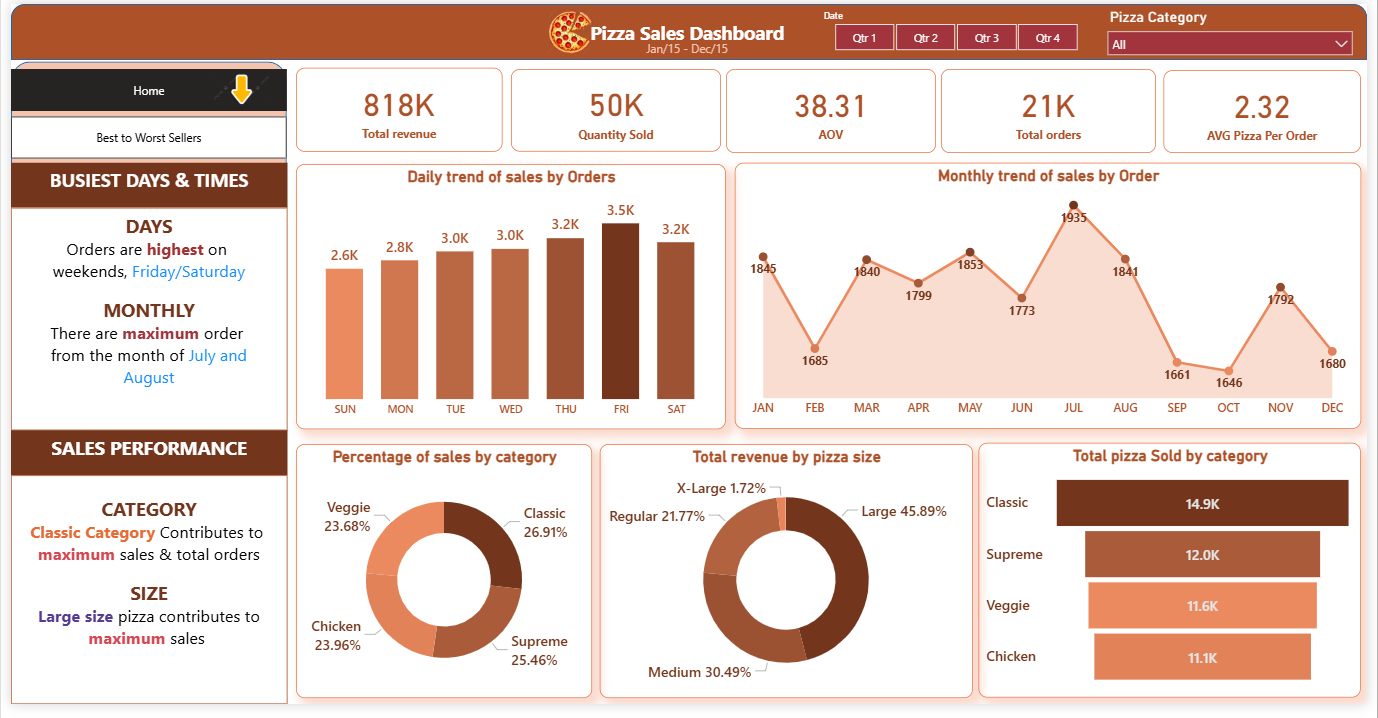 Pizza Sales Dashboard
Jan/15 - Dec/15
Date
Qtr 1
Qtr 2
Qtr 3
Qtr 4
Pizza Category
All
Home
Best to Worst Sellers
BUSIEST DAYS & TIMES
DAYS
Orders are highest on
weekends, Friday/Saturday
MONTHLY
There are maximum order
from the month of July and
August
SALES PERFORMANCE
CATEGORY
Classic Category Contributes to
maximum sales & total orders
SIZE
Large size pizza contributes to
maximum sales
818K
Total revenue
50K
Quantity Sold
38.31
AOV
21K
Total orders
2.32
AVG Pizza Per Order
Daily trend of sales by Orders
2.6K
2.8K
3.0K
3.0K
3.2K
3.5K
3.2K
SUN
MON
TUE
WED
THU
FRI
SAT
Monthly trend of sales by Order
1845
1685
1840
1799
1853
1773
1935
1841
1661
1646
1792
1680
JAN
FEB
MAR
APR
MAY
JUN
JUL
AUG
SEP
OCT
NOV
DEC
Percentage of sales by category
Veggie
23.68%
Classic
26.91%
Chicken
23.96%
Supreme
25.46%
Total revenue by pizza size
X-Large 1.72%
Regular 21.77%
Large 45.89%
Medium 30.49%
Total pizza Sold by category
Classic
14.9K
Supreme
12.0K
Veggie
11.6K
Chicken
11.1K